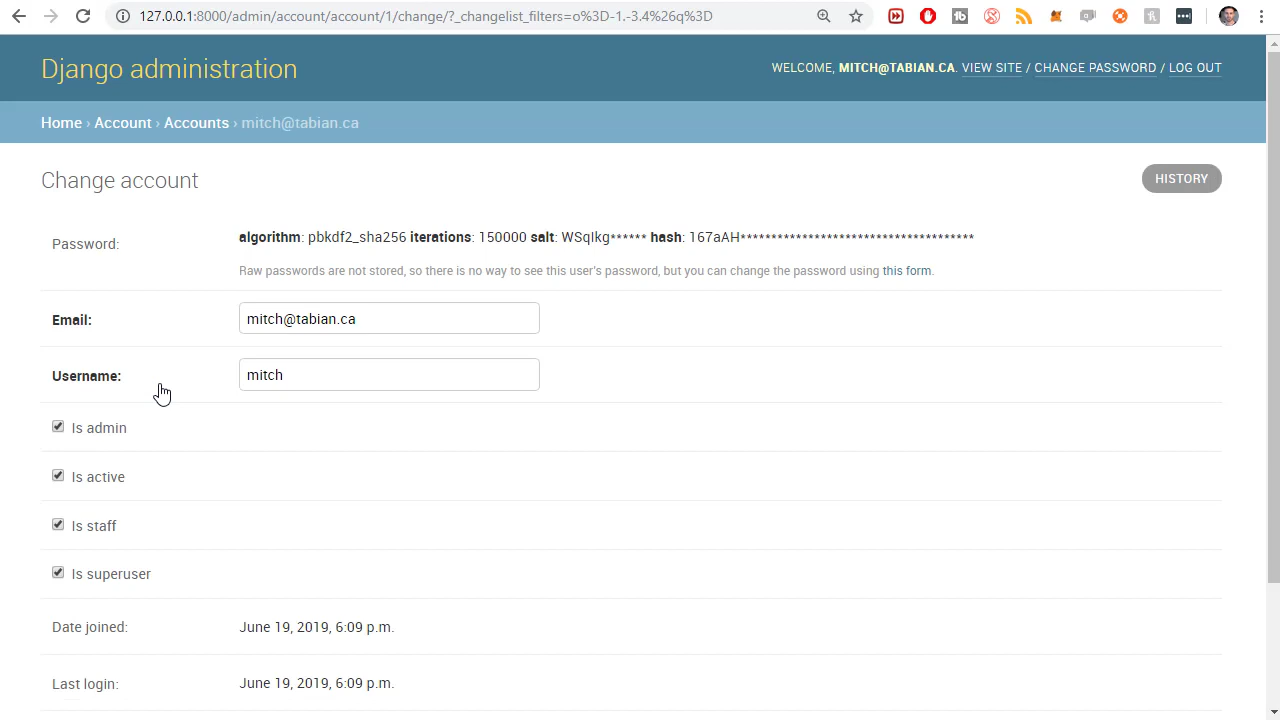 127.0.0.1:8000/admin/account/account/1/change/?_changelist_filters=o%3D-1.-3.4%26q%3D
Django administration
WELCOME, MITCH@TABIAN.CA. VIEW SITE / CHANGE PASSWORD / LOG OUT
Home › Account › Accounts › mitch@tabian.ca
Change account
HISTORY
Password:
algorithm: pbkdf2_sha256 iterations: 150000 salt: WSqIkg****** hash: 167aAH**************************************
Raw passwords are not stored, so there is no way to see this user's password, but you can change the password using this form.
Email: mitch@tabian.ca
Username: mitch
Is admin
Is active
Is staff
Is superuser
Date joined: June 19, 2019, 6:09 p.m.
Last login: June 19, 2019, 6:09 p.m.